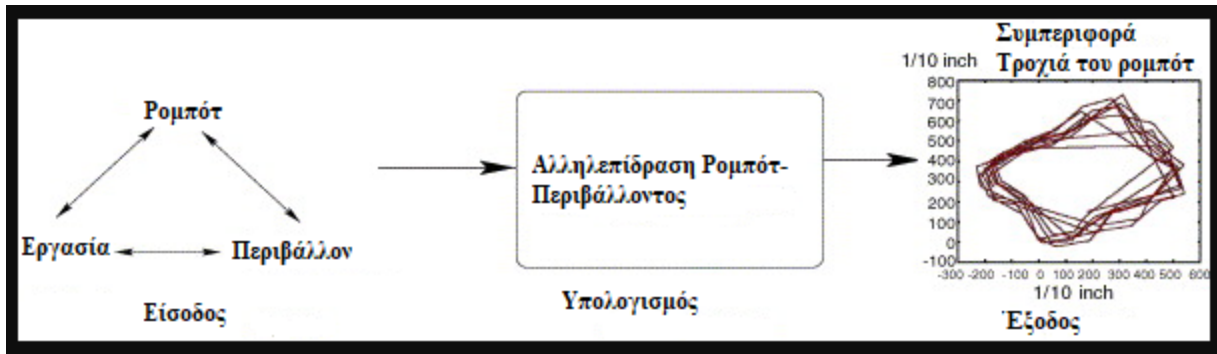 Ρομπότ
Εργασία
Περιβάλλον
Είσοδος
Αλληλεπίδραση Ρομπότ-
Περιβάλλοντος
Υπολογισμός
Συμπεριφορά
1/10 inch Τροχιά του ρομπότ
800
700
600
500
400
300
200
100
0
-100
-300 -200 -100 0 100 200 300 400 500 600
1/10 inch
Έξοδος